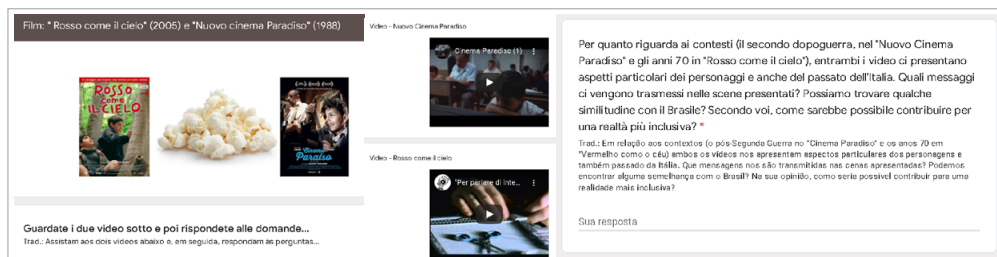 Film: " Rosso come il cielo" (2005) e "Nuovo cinema Paradiso" (1988)
ROSSO
come
IL CIELO
CINEMA
PARAÍSO
Guardate i due video sotto e poi rispondete alle domande...
Trad.: Assistam aos dois vídeos abaixo e, em seguida, respondam às perguntas...
Video - Nuovo Cinema Paradiso
Cinema Paradiso (1)
Video - Rosso come il cielo
"Per parlare di inte...
Per quanto riguarda ai contesti (il secondo dopoguerra, nel "Nuovo Cinema
Paradiso" e gli anni 70 in "Rosso come il cielo"), entrambi i video ci presentano
aspetti particolari dei personaggi e anche del passato dell'Italia. Quali messaggi
ci vengono trasmessi nelle scene presentati? Possiamo trovare qualche
similitudine con il Brasile? Secondo voi, come sarebbe possibile contribuire per
una realtà più inclusiva? *
Trad.: Em relação aos contextos (o pós-Segunda Guerra no "Cinema Paradiso" e os anos 70 em
"Vermelho como o céu) ambos os vídeos nos apresentam aspectos particulares dos personagens e
também passado da Itália. Que mensagens nos são transmitidas nas cenas apresentadas? Podemos
encontrar alguma semelhança com o Brasil? Na sua opinião, como seria possível contribuir para uma
realidade mais inclusiva?
Sua resposta